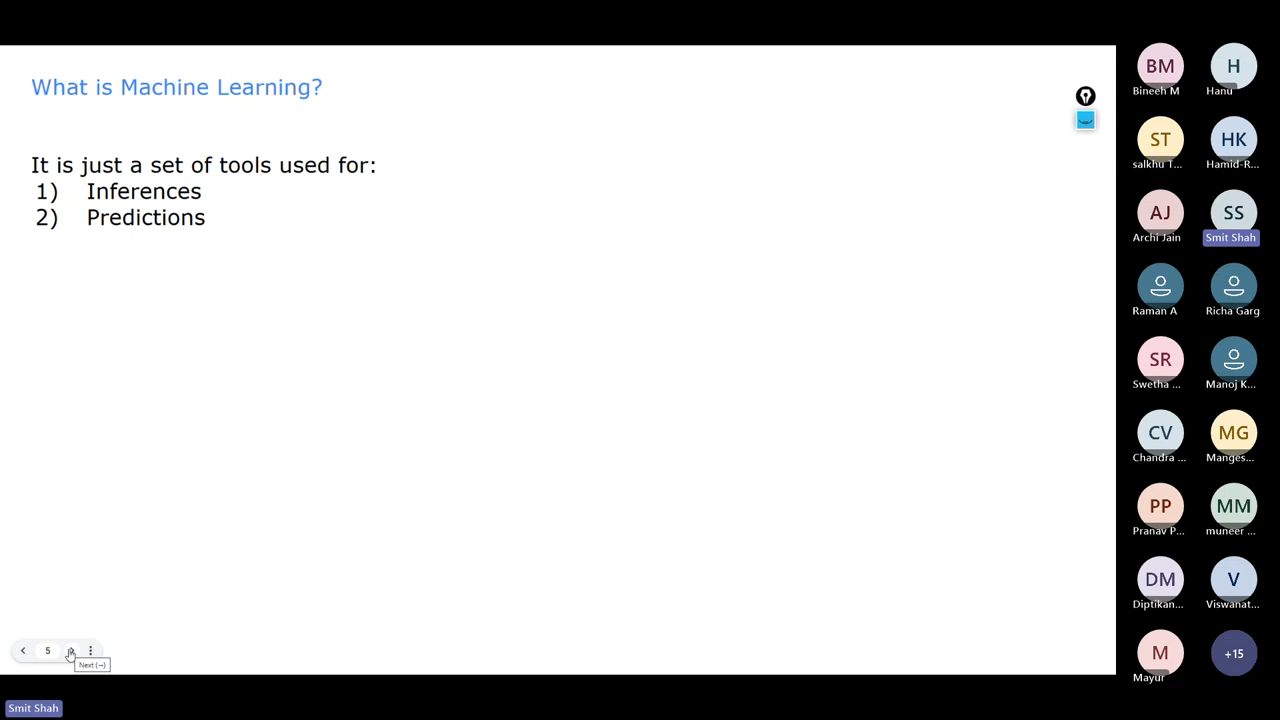 What is Machine Learning?
It is just a set of tools used for:
1) Inferences
2) Predictions
5
Next (→)
Smit Shah
BM
Bineeh M
H
Hanu
ST
salkhu T...
HK
Hamid-R...
AJ
Archi Jain
SS
Smit Shah
Raman A
Richa Garg
SR
Swetha ...
Manoj K...
CV
Chandra ...
MG
Manges...
PP
Pranav P...
MM
muneer ...
DM
Diptikan...
V
Viswanat...
M
Mayur
+15